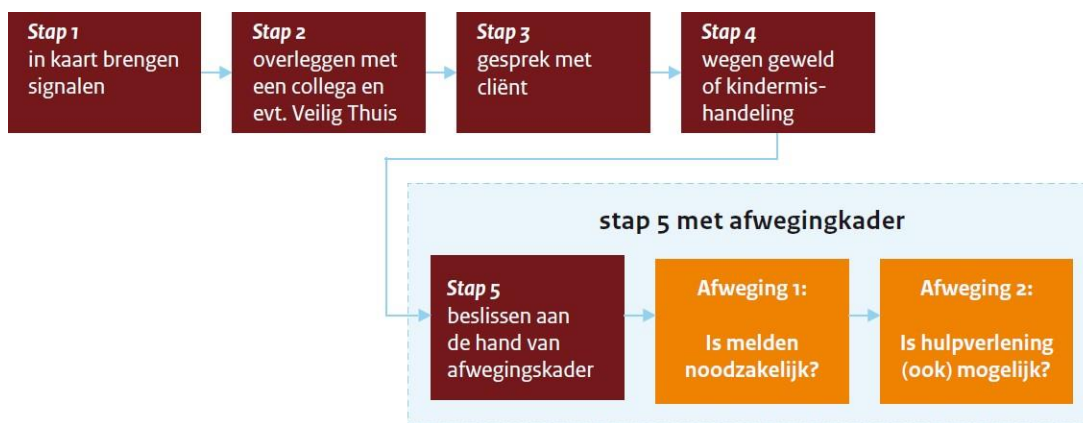 Stap 1
in kaart brengen
signalen
Stap 2
overleggen met
een collega en
evt. Veilig Thuis
Stap 3
gesprek met
cliënt
Stap 4
wegen geweld
of kindermis-
handeling
stap 5 met afwegingkader
Stap 5
beslissen aan
de hand van
afwegingskader
Afweging 1:
Is melden
noodzakelijk?
Afweging 2:
Is hulpverlening
(ook) mogelijk?